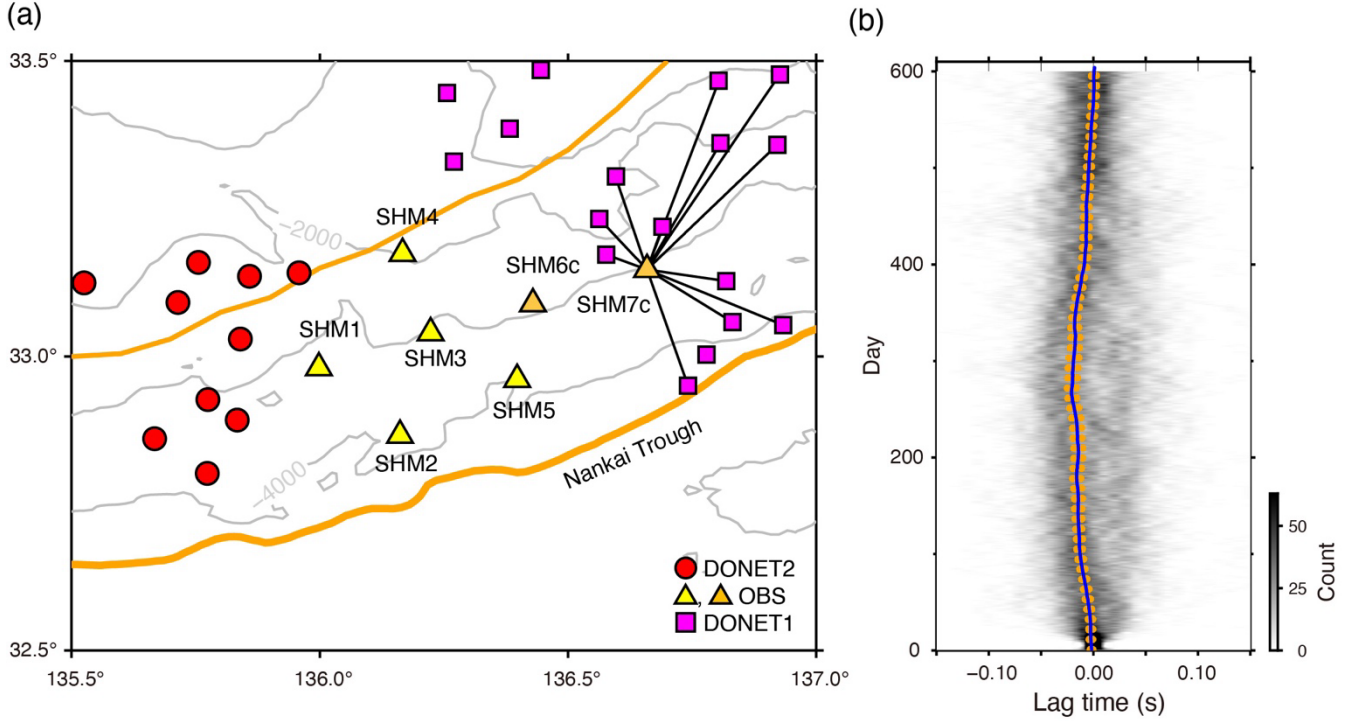 (a)
33.5°
33.0°
32.5°
135.5°
136.0°
136.5°
137.0°
−2000
−4000
SHM4
SHM6c
SHM7c
SHM1
SHM3
SHM5
SHM2
Nankai Trough
DONET2
, OBS
DONET1
(b)
600
400
200
0
Day
−0.10
0.00
0.10
Lag time (s)
50
25
0
Count